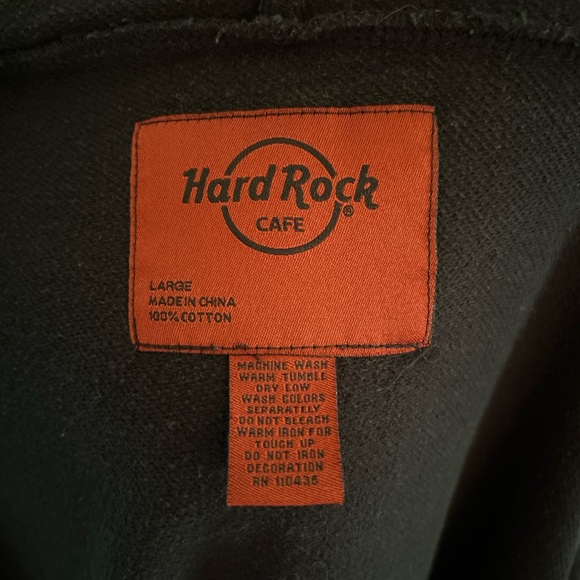 Hard Rock
CAFE
®
LARGE
MADE IN CHINA
100% COTTON
MACHINE WASH
WARM TUMBLE
DRY LOW
WASH COLORS
SEPARATELY
DO NOT BLEACH
WARM IRON FOR
TOUCH UP
DO NOT IRON
DECORATION
RN 110435